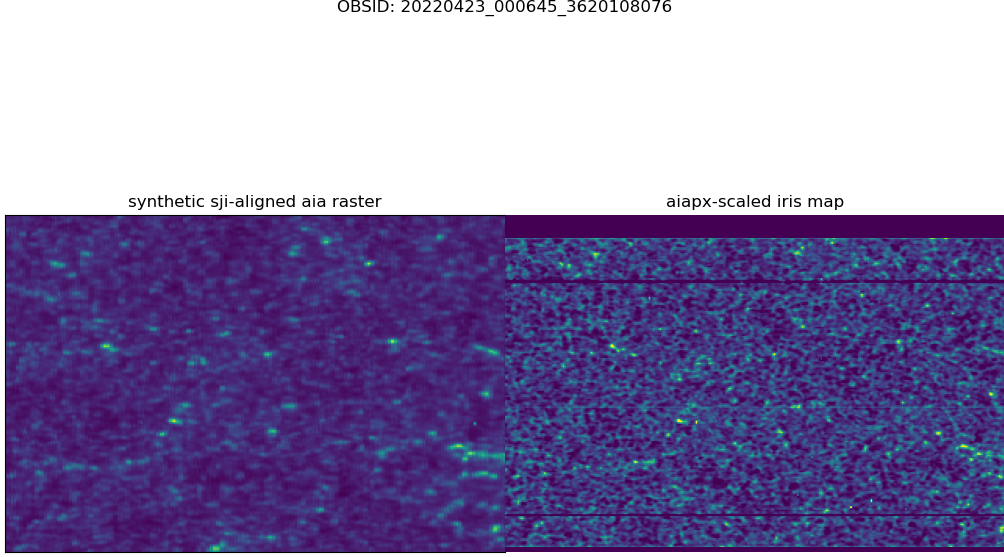 OBSID: 20220423_000645_3620108076
synthetic sji-aligned aia raster
aiapx-scaled iris map